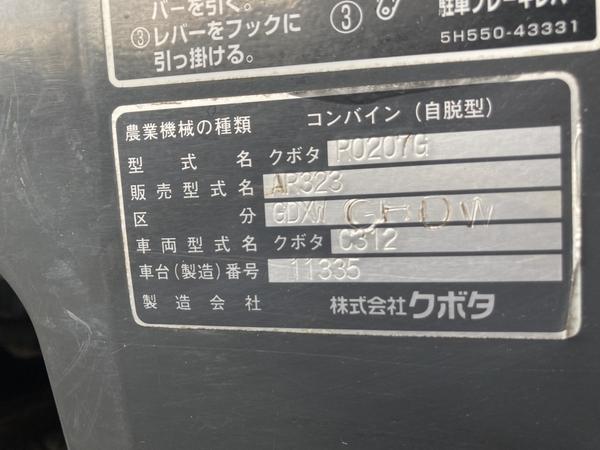 バーを引く。
③レバーをフックに
引っ掛ける。
③
駐車ブレーキレバー
5H550-43331
農業機械の種類 コンバイン (自脱型)
型式名 クボタ R0207G
販売型式名 AR323
区分 GDXW GHDW
車両型式名 クボタ C312
車台(製造)番号 11335
製造会社 株式会社クボタ